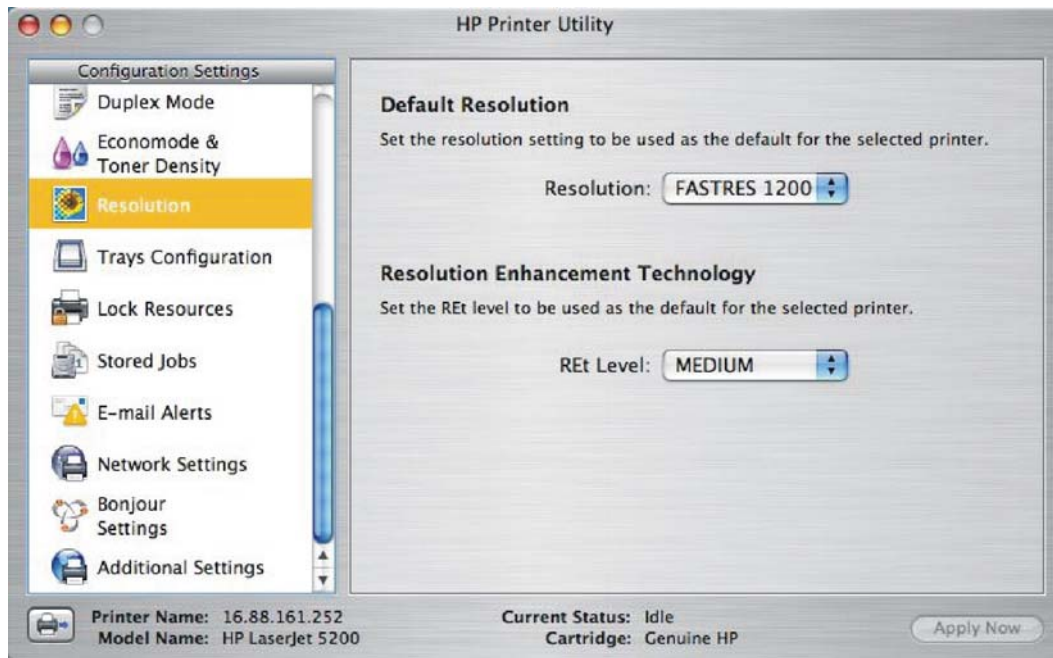 HP Printer Utility
Configuration Settings
Duplex Mode
Economode &
Toner Density
Resolution
Trays Configuration
Lock Resources
Stored Jobs
E-mail Alerts
Network Settings
Bonjour
Settings
Additional Settings
Default Resolution
Set the resolution setting to be used as the default for the selected printer.
Resolution: FASTRES 1200
Resolution Enhancement Technology
Set the REt level to be used as the default for the selected printer.
REt Level: MEDIUM
Printer Name: 16.88.161.252
Model Name: HP LaserJet 5200
Current Status: Idle
Cartridge: Genuine HP
Apply Now